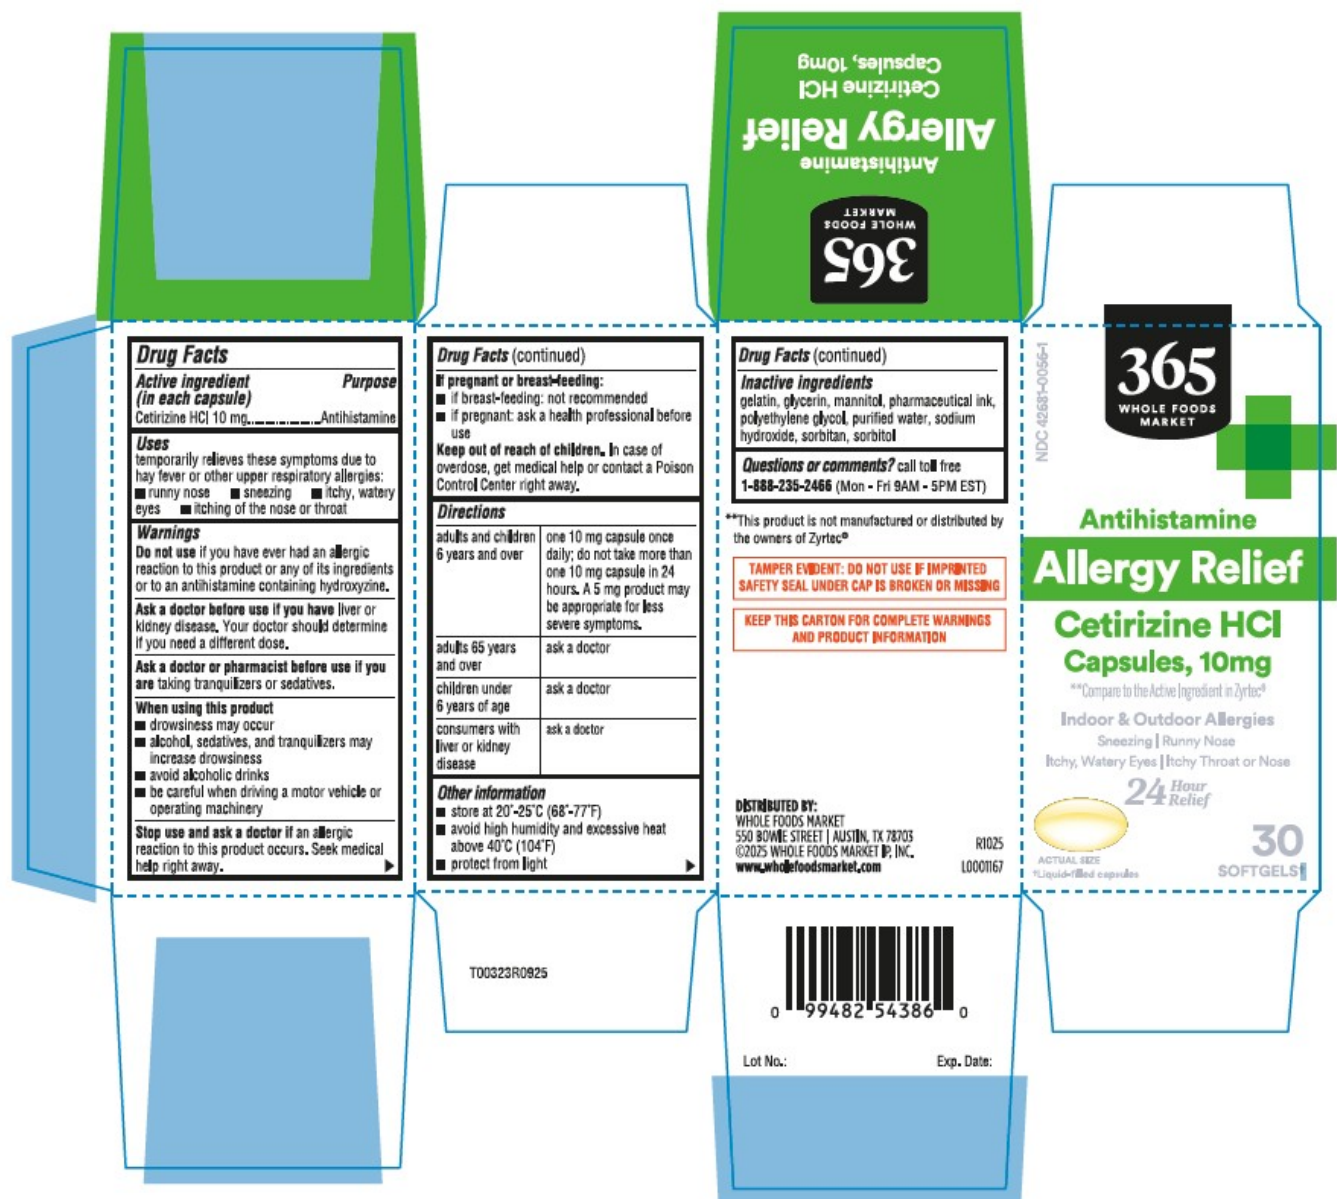 Capsules, 10mg
Cetirizine HCl
Allergy Relief
Antihistamine
MARKET
WHOLE FOODS
365
Drug Facts
Active ingredient Purpose
(in each capsule)
Cetirizine HCl 10 mg..................Antihistamine
Uses
temporarily relieves these symptoms due to
hay fever or other upper respiratory allergies:
■ runny nose ■ sneezing ■ itchy, watery
eyes ■ itching of the nose or throat
Warnings
Do not use if you have ever had an allergic
reaction to this product or any of its ingredients
or to an antihistamine containing hydroxyzine.
Ask a doctor before use if you have liver or
kidney disease. Your doctor should determine
if you need a different dose.
Ask a doctor or pharmacist before use if you
are taking tranquilizers or sedatives.
When using this product
■ drowsiness may occur
■ alcohol, sedatives, and tranquilizers may
increase drowsiness
■ avoid alcoholic drinks
■ be careful when driving a motor vehicle or
operating machinery
Stop use and ask a doctor if an allergic
reaction to this product occurs. Seek medical
help right away.
Drug Facts (continued)
If pregnant or breast-feeding:
■ if breast-feeding: not recommended
■ if pregnant: ask a health professional before
use
Keep out of reach of children. In case of
overdose, get medical help or contact a Poison
Control Center right away.
Directions
adults and children one 10 mg capsule once
6 years and over daily; do not take more than
one 10 mg capsule in 24
hours. A 5 mg product may
be appropriate for less
severe symptoms.
adults 65 years ask a doctor
and over
children under ask a doctor
6 years of age
consumers with ask a doctor
liver or kidney
disease
Other information
■ store at 20°-25°C (68°-77°F)
■ avoid high humidity and excessive heat
above 40°C (104°F)
■ protect from light
T00323R0925
Drug Facts (continued)
Inactive ingredients
gelatin, glycerin, mannitol, pharmaceutical ink,
polyethylene glycol, purified water, sodium
hydroxide, sorbitan, sorbitol
Questions or comments? call toll free
1-888-235-2466 (Mon - Fri 9AM - 5PM EST)
**This product is not manufactured or distributed by
the owners of Zyrtec®
TAMPER EVIDENT: DO NOT USE IF IMPRINTED
SAFETY SEAL UNDER CAP IS BROKEN OR MISSING
KEEP THIS CARTON FOR COMPLETE WARNINGS
AND PRODUCT INFORMATION
DISTRIBUTED BY:
WHOLE FOODS MARKET
550 BOWIE STREET | AUSTIN, TX 78703
©2025 WHOLE FOODS MARKET IP, INC. R1025
www.wholefoodsmarket.com L0001167
0 99482 54386 0
Lot No.: Exp. Date:
NDC 42681-0056-1
365
WHOLE FOODS
MARKET
Antihistamine
Allergy Relief
Cetirizine HCl
Capsules, 10mg
**Compare to the Active Ingredient in Zyrtec®
Indoor & Outdoor Allergies
Sneezing | Runny Nose
Itchy, Watery Eyes | Itchy Throat or Nose
24 Hour
Relief
30
SOFTGELS¶
ACTUAL SIZE
¶Liquid-filled capsules